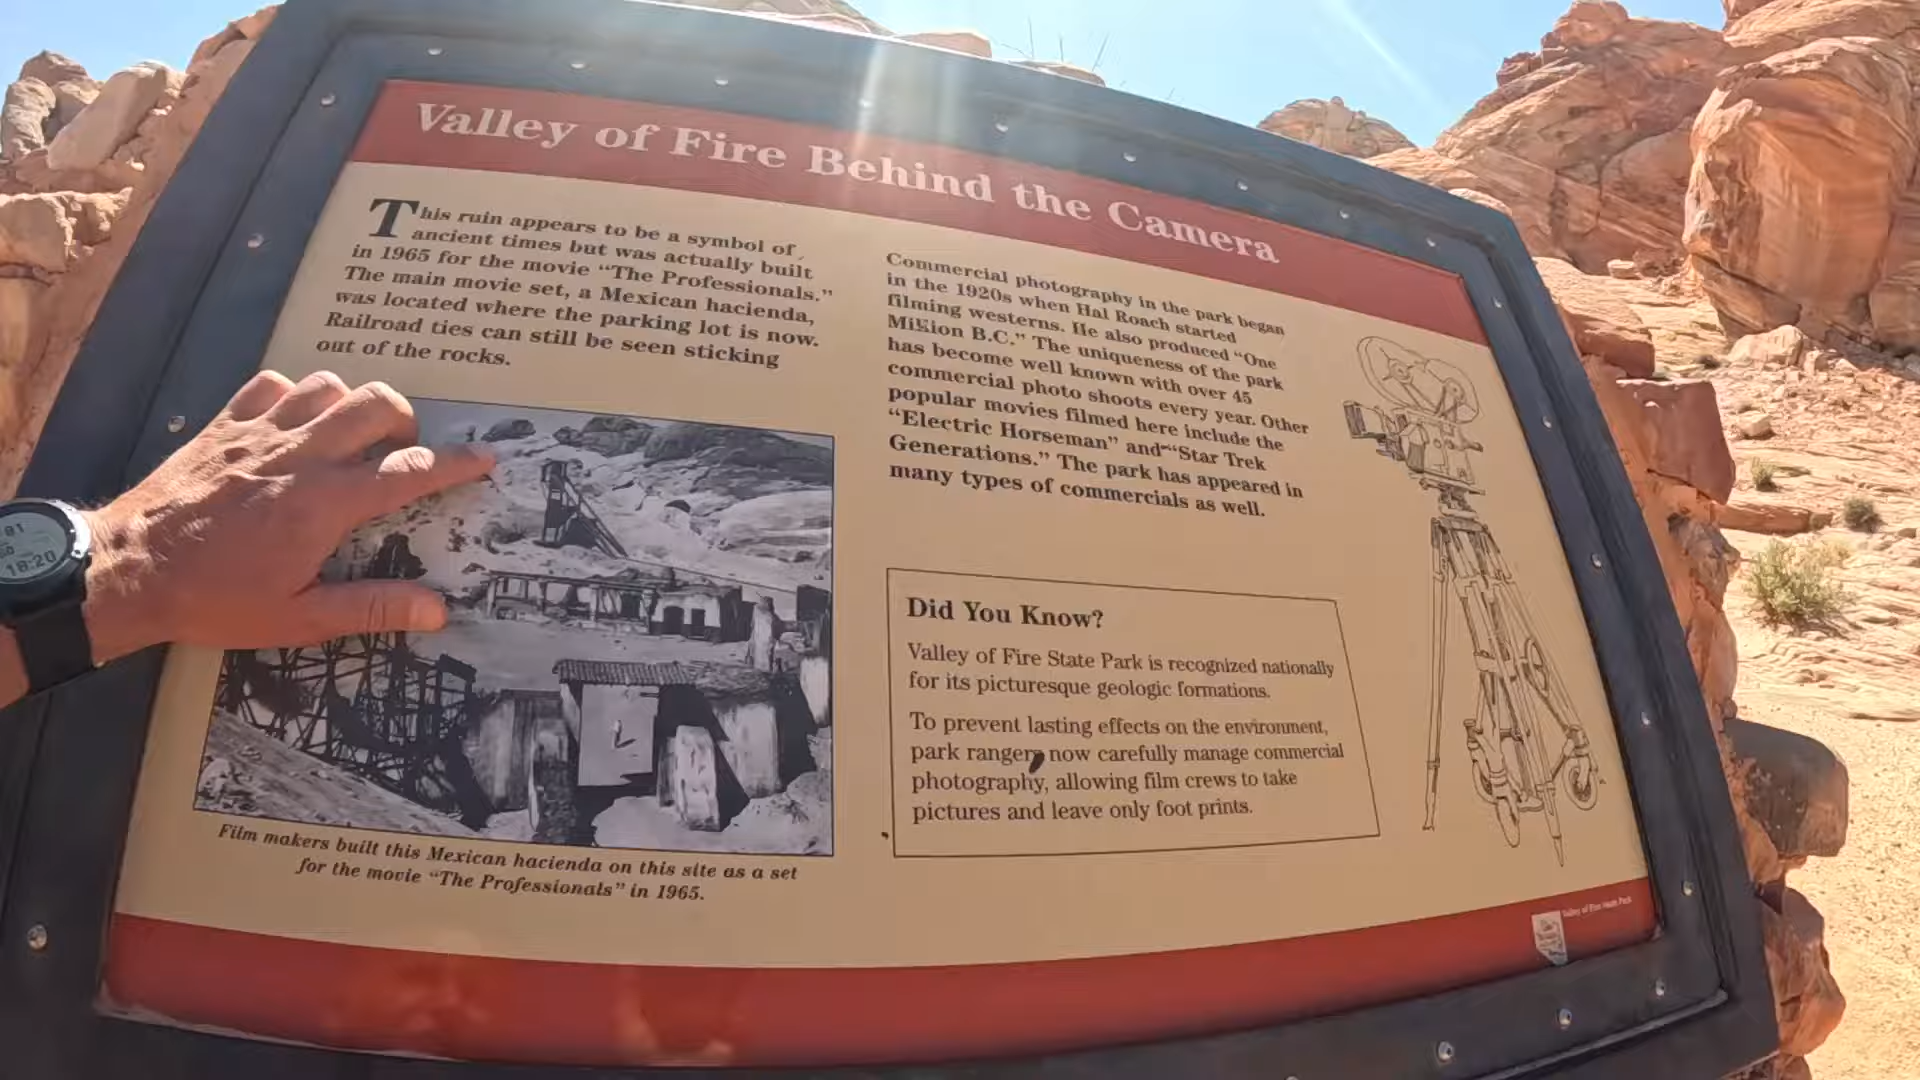 Valley of Fire Behind the Camera
This ruin appears to be a symbol of
ancient times but was actually built
in 1965 for the movie “The Professionals.”
The main movie set, a Mexican hacienda,
was located where the parking lot is now.
Railroad ties can still be seen sticking
out of the rocks.
Film makers built this Mexican hacienda on this site as a set
for the movie “The Professionals” in 1965.
Commercial photography in the park began
in the 1920s when Hal Roach started
filming westerns. He also produced “One
Million B.C.” The uniqueness of the park
has become well known with over 45
commercial photo shoots every year. Other
popular movies filmed here include the
“Electric Horseman” and “Star Trek
Generations.” The park has appeared in
many types of commercials as well.
Did You Know?
Valley of Fire State Park is recognized nationally
for its picturesque geologic formations.
To prevent lasting effects on the environment,
park rangers now carefully manage commercial
photography, allowing film crews to take
pictures and leave only foot prints.
Valley of Fire State Park
18:20